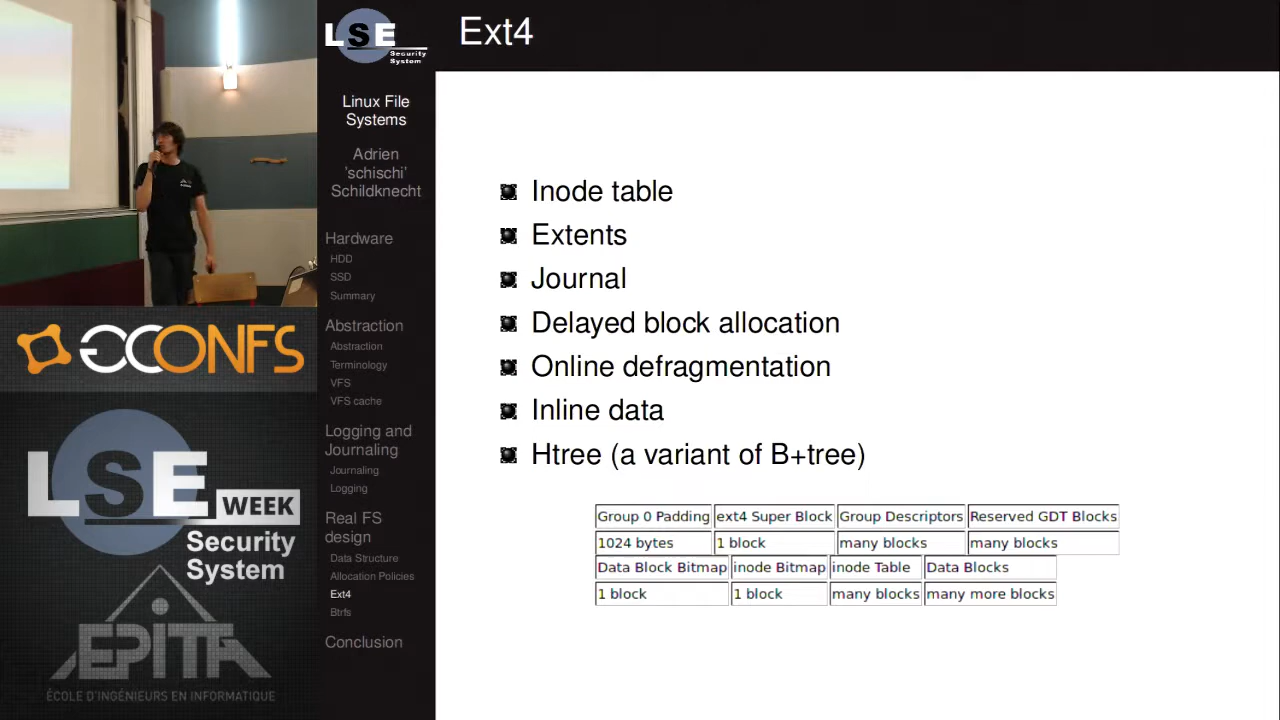 LSE
Security
System
Linux File
Systems
Adrien
'schischi'
Schildknecht
Hardware
HDD
SSD
Summary
Abstraction
Abstraction
Terminology
VFS
VFS cache
Logging and
Journaling
Journaling
Logging
Real FS
design
Data Structure
Allocation Policies
Ext4
Btrfs
Conclusion
Ext4
Inode table
Extents
Journal
Delayed block allocation
Online defragmentation
Inline data
Htree (a variant of B+tree)
Group 0 Padding ext4 Super Block Group Descriptors Reserved GDT Blocks
1024 bytes 1 block many blocks many blocks
Data Block Bitmap inode Bitmap inode Table Data Blocks
1 block 1 block many blocks many more blocks
CONFS
LSE WEEK
Security
System
EPITA
ÉCOLE D'INGÉNIEURS EN INFORMATIQUE